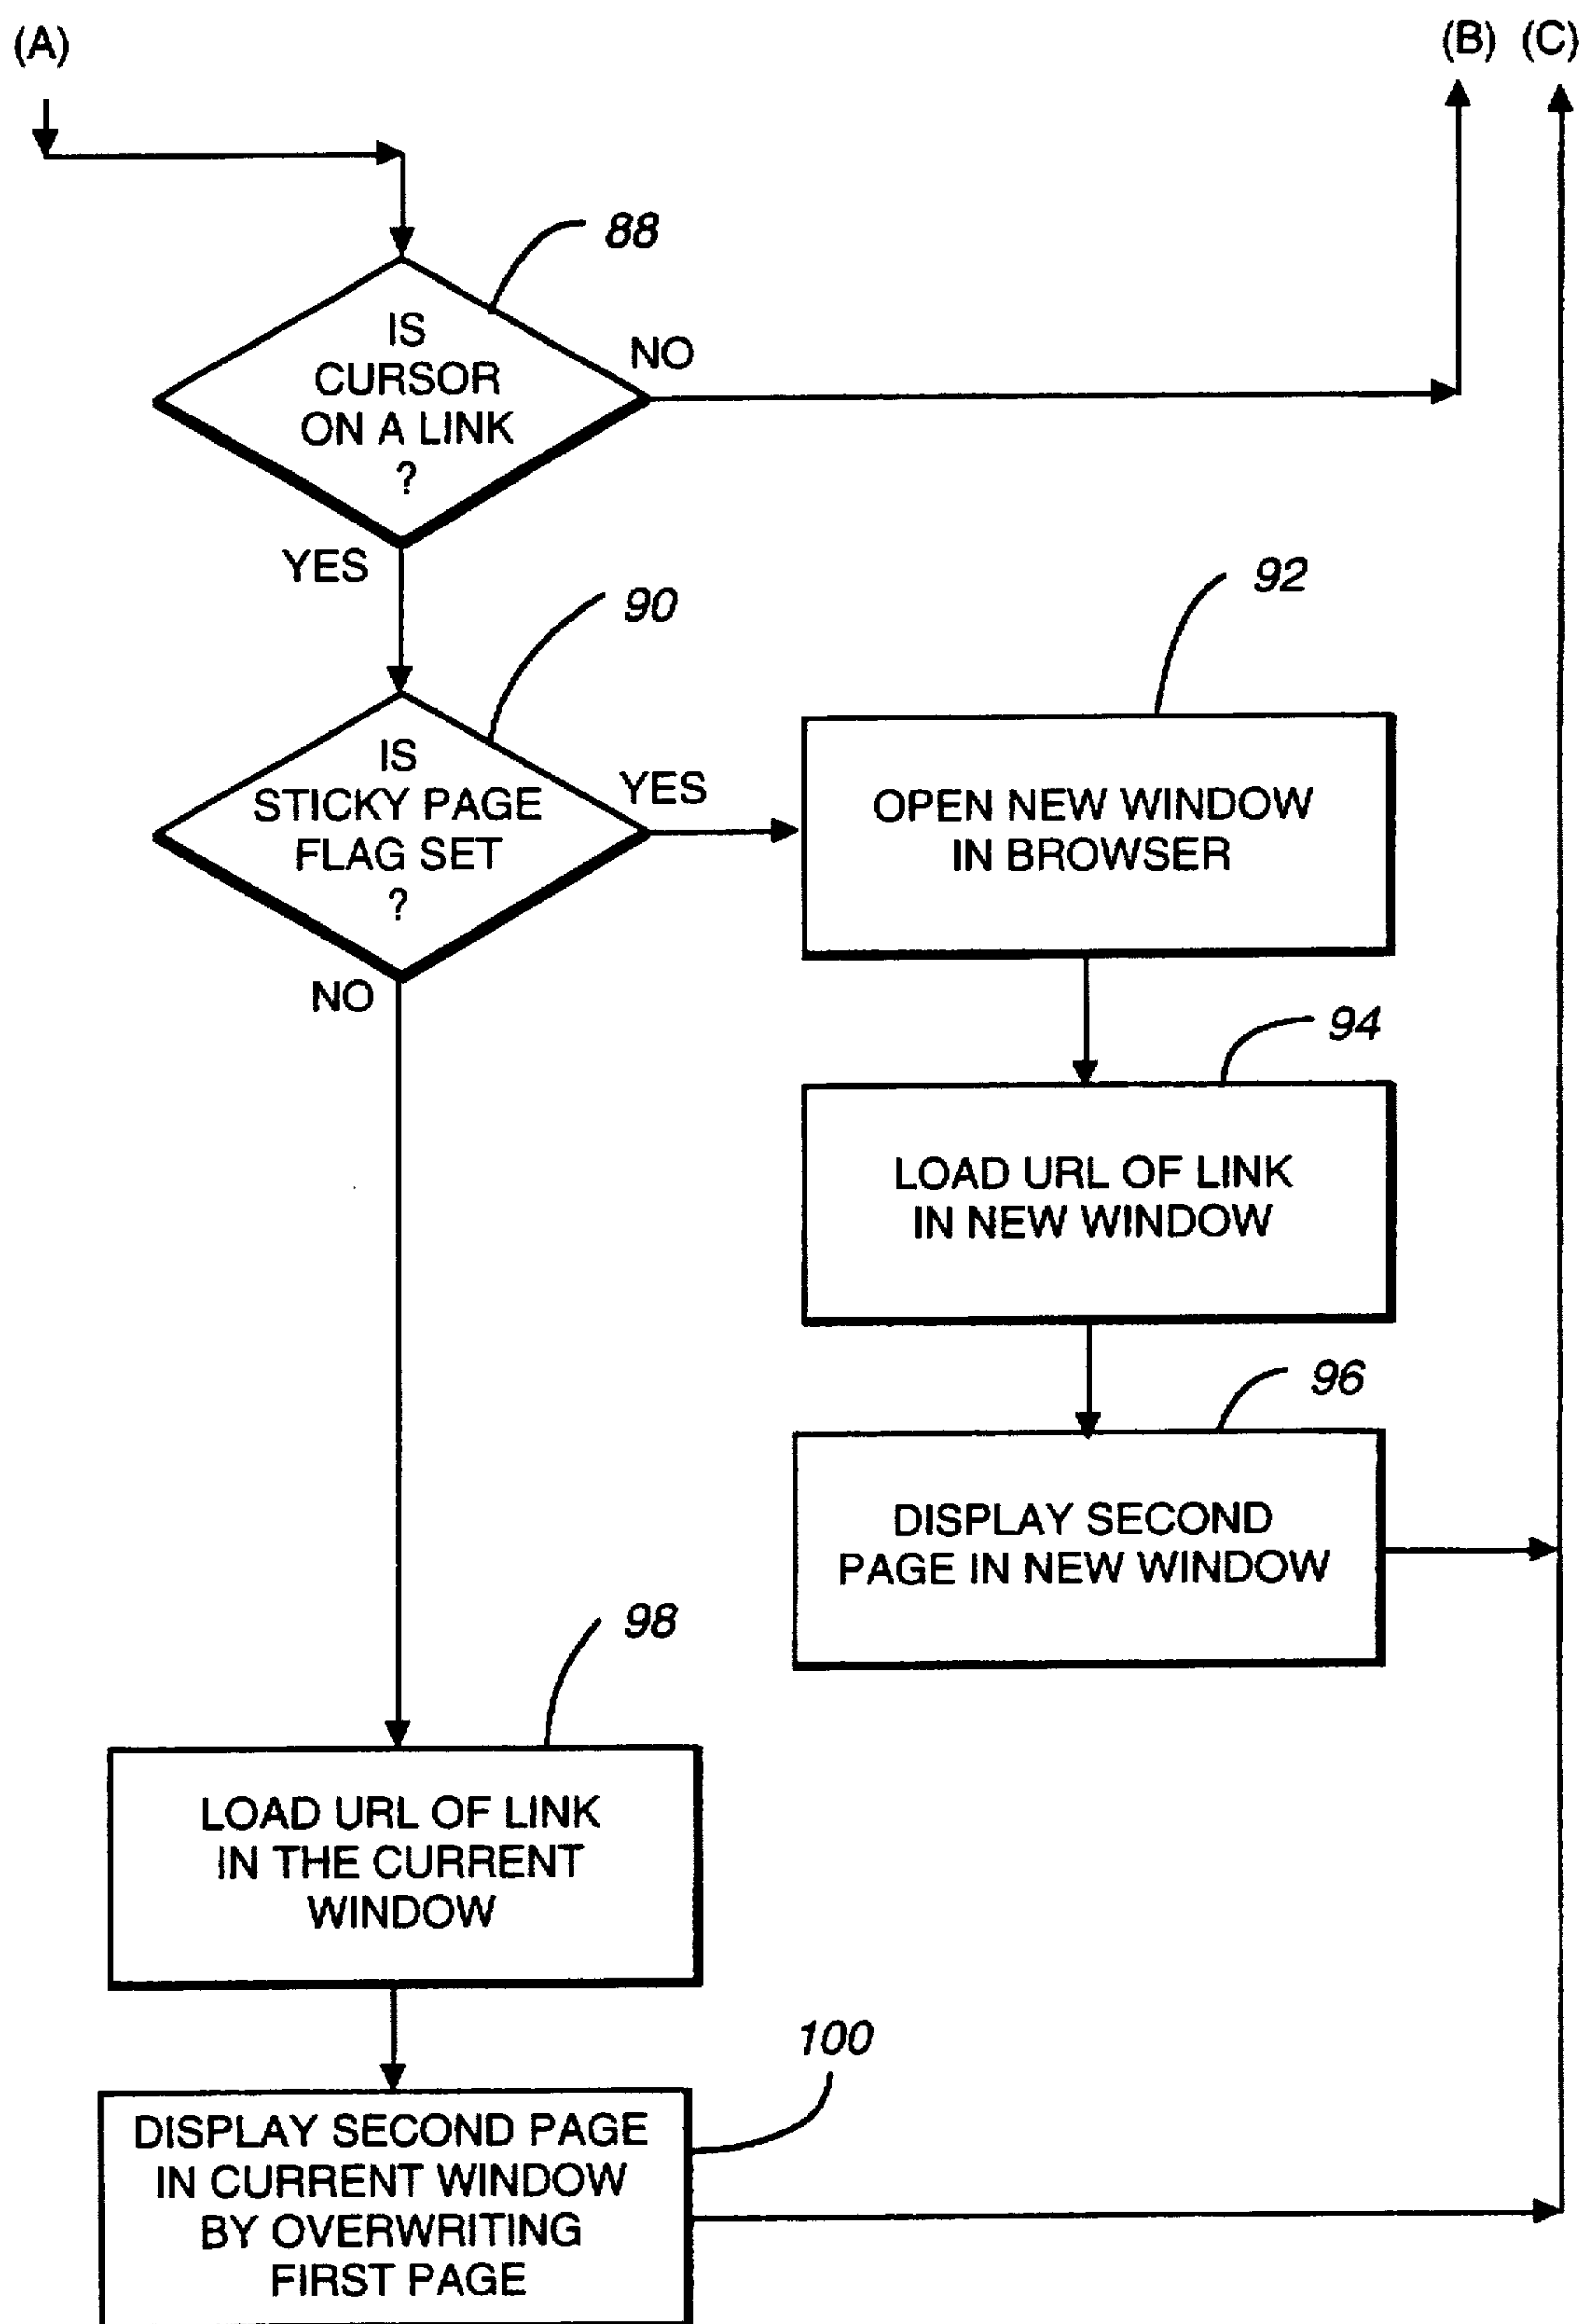 (A)
(B) (C)
88
IS
CURSOR
ON A LINK
?
NO
YES
90
IS
STICKY PAGE
FLAG SET
?
YES
NO
92
OPEN NEW WINDOW
IN BROWSER
94
LOAD URL OF LINK
IN NEW WINDOW
96
DISPLAY SECOND
PAGE IN NEW WINDOW
98
LOAD URL OF LINK
IN THE CURRENT
WINDOW
100
DISPLAY SECOND PAGE
IN CURRENT WINDOW
BY OVERWRITING
FIRST PAGE